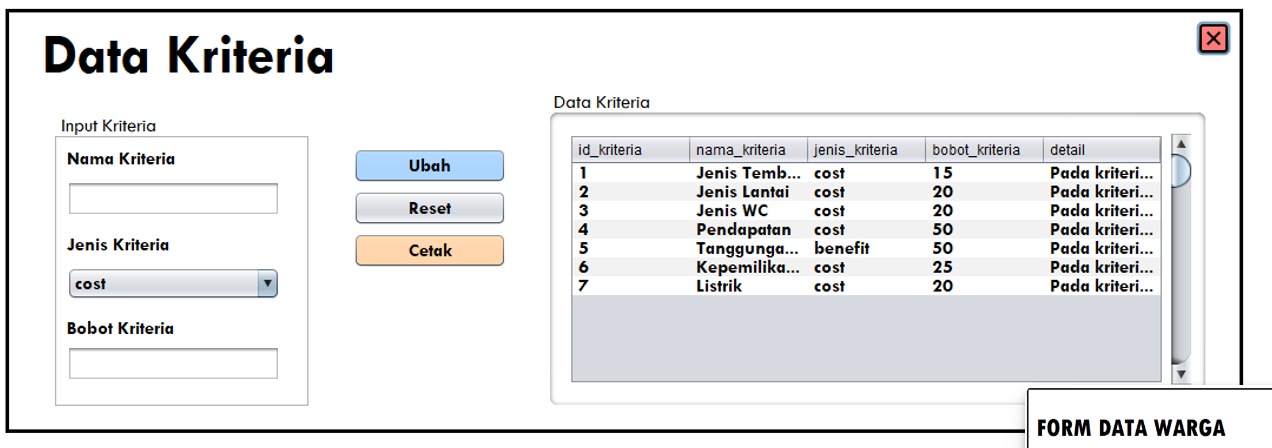 Data Kriteria
Input Kriteria
Nama Kriteria
Jenis Kriteria
cost
Bobot Kriteria
Ubah
Reset
Cetak
Data Kriteria
id_kriteria nama_kriteria jenis_kriteria bobot_kriteria detail
1 Jenis Temb... cost 15 Pada kriteri...
2 Jenis Lantai cost 20 Pada kriteri...
3 Jenis WC cost 20 Pada kriteri...
4 Pendapatan cost 50 Pada kriteri...
5 Tanggunga... benefit 50 Pada kriteri...
6 Kepemilika... cost 25 Pada kriteri...
7 Listrik cost 20 Pada kriteri...
FORM DATA WARGA